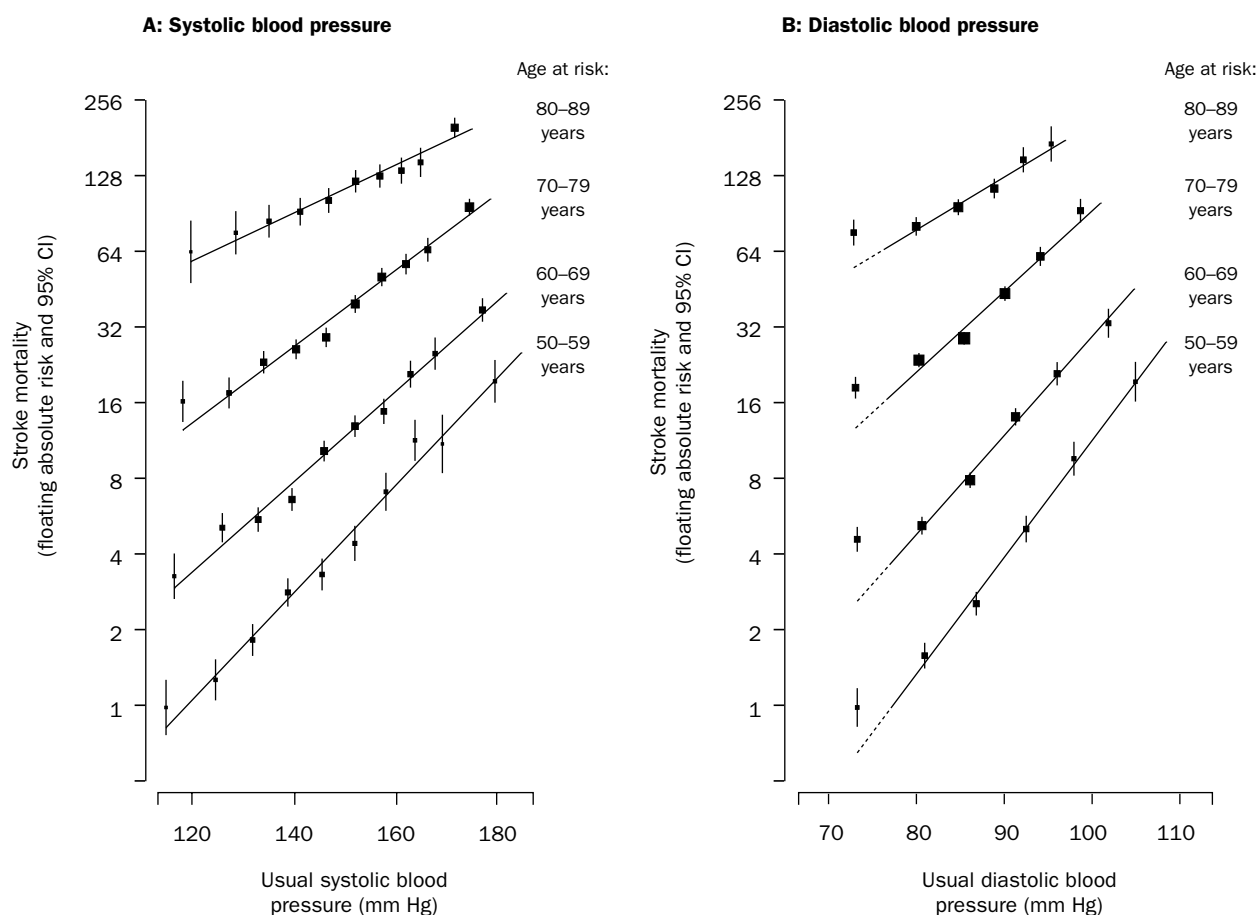 A: Systolic blood pressure
Age at risk:
256
128
64
32
16
8
4
2
1
80–89
years
70–79
years
60–69
years
50–59
years
Stroke mortality
(floating absolute risk and 95% CI)
120 140 160 180
Usual systolic blood
pressure (mm Hg)
B: Diastolic blood pressure
Age at risk:
256
128
64
32
16
8
4
2
1
80–89
years
70–79
years
60–69
years
50–59
years
Stroke mortality
(floating absolute risk and 95% CI)
70 80 90 100 110
Usual diastolic blood
pressure (mm Hg)